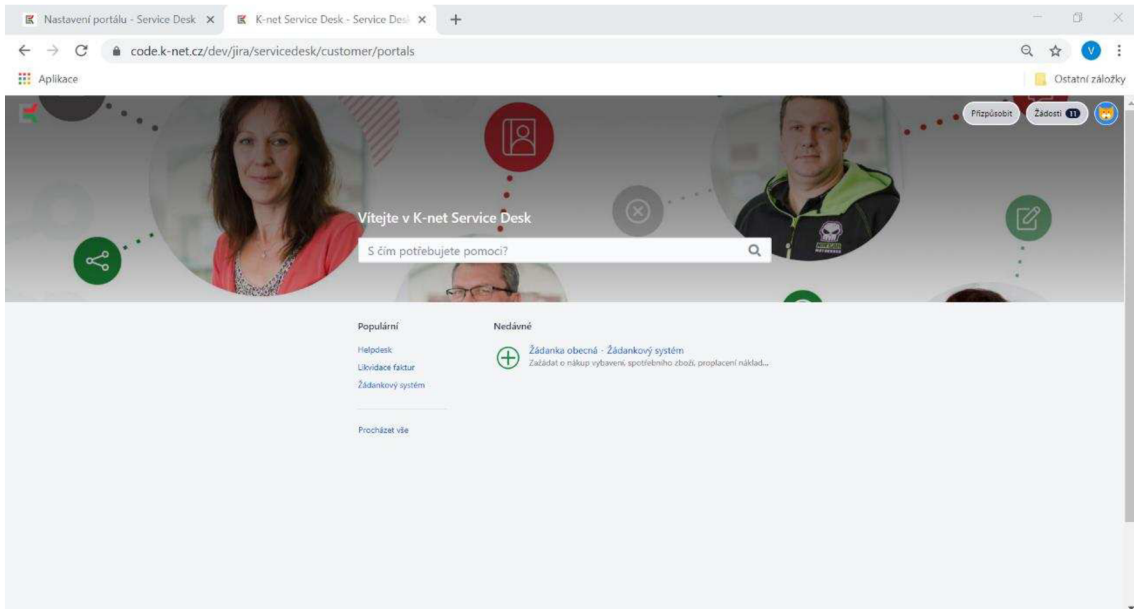 Nastavení portálu - Service Desk
K-net Service Desk - Service Desk
code.k-net.cz/dev/jira/servicedesk/customer/portals
V
Aplikace
Ostatní záložky
Přizpůsobit
Žádosti 11
Vítejte v K-net Service Desk
S čím potřebujete pomoci?
Populární
Helpdesk
Likvidace faktur
Žádankový systém
Procházet vše
Nedávné
Žádanka obecná - Žádankový systém
Zažádat o nákup vybavení, spotřebního zboží, proplacení náklad...